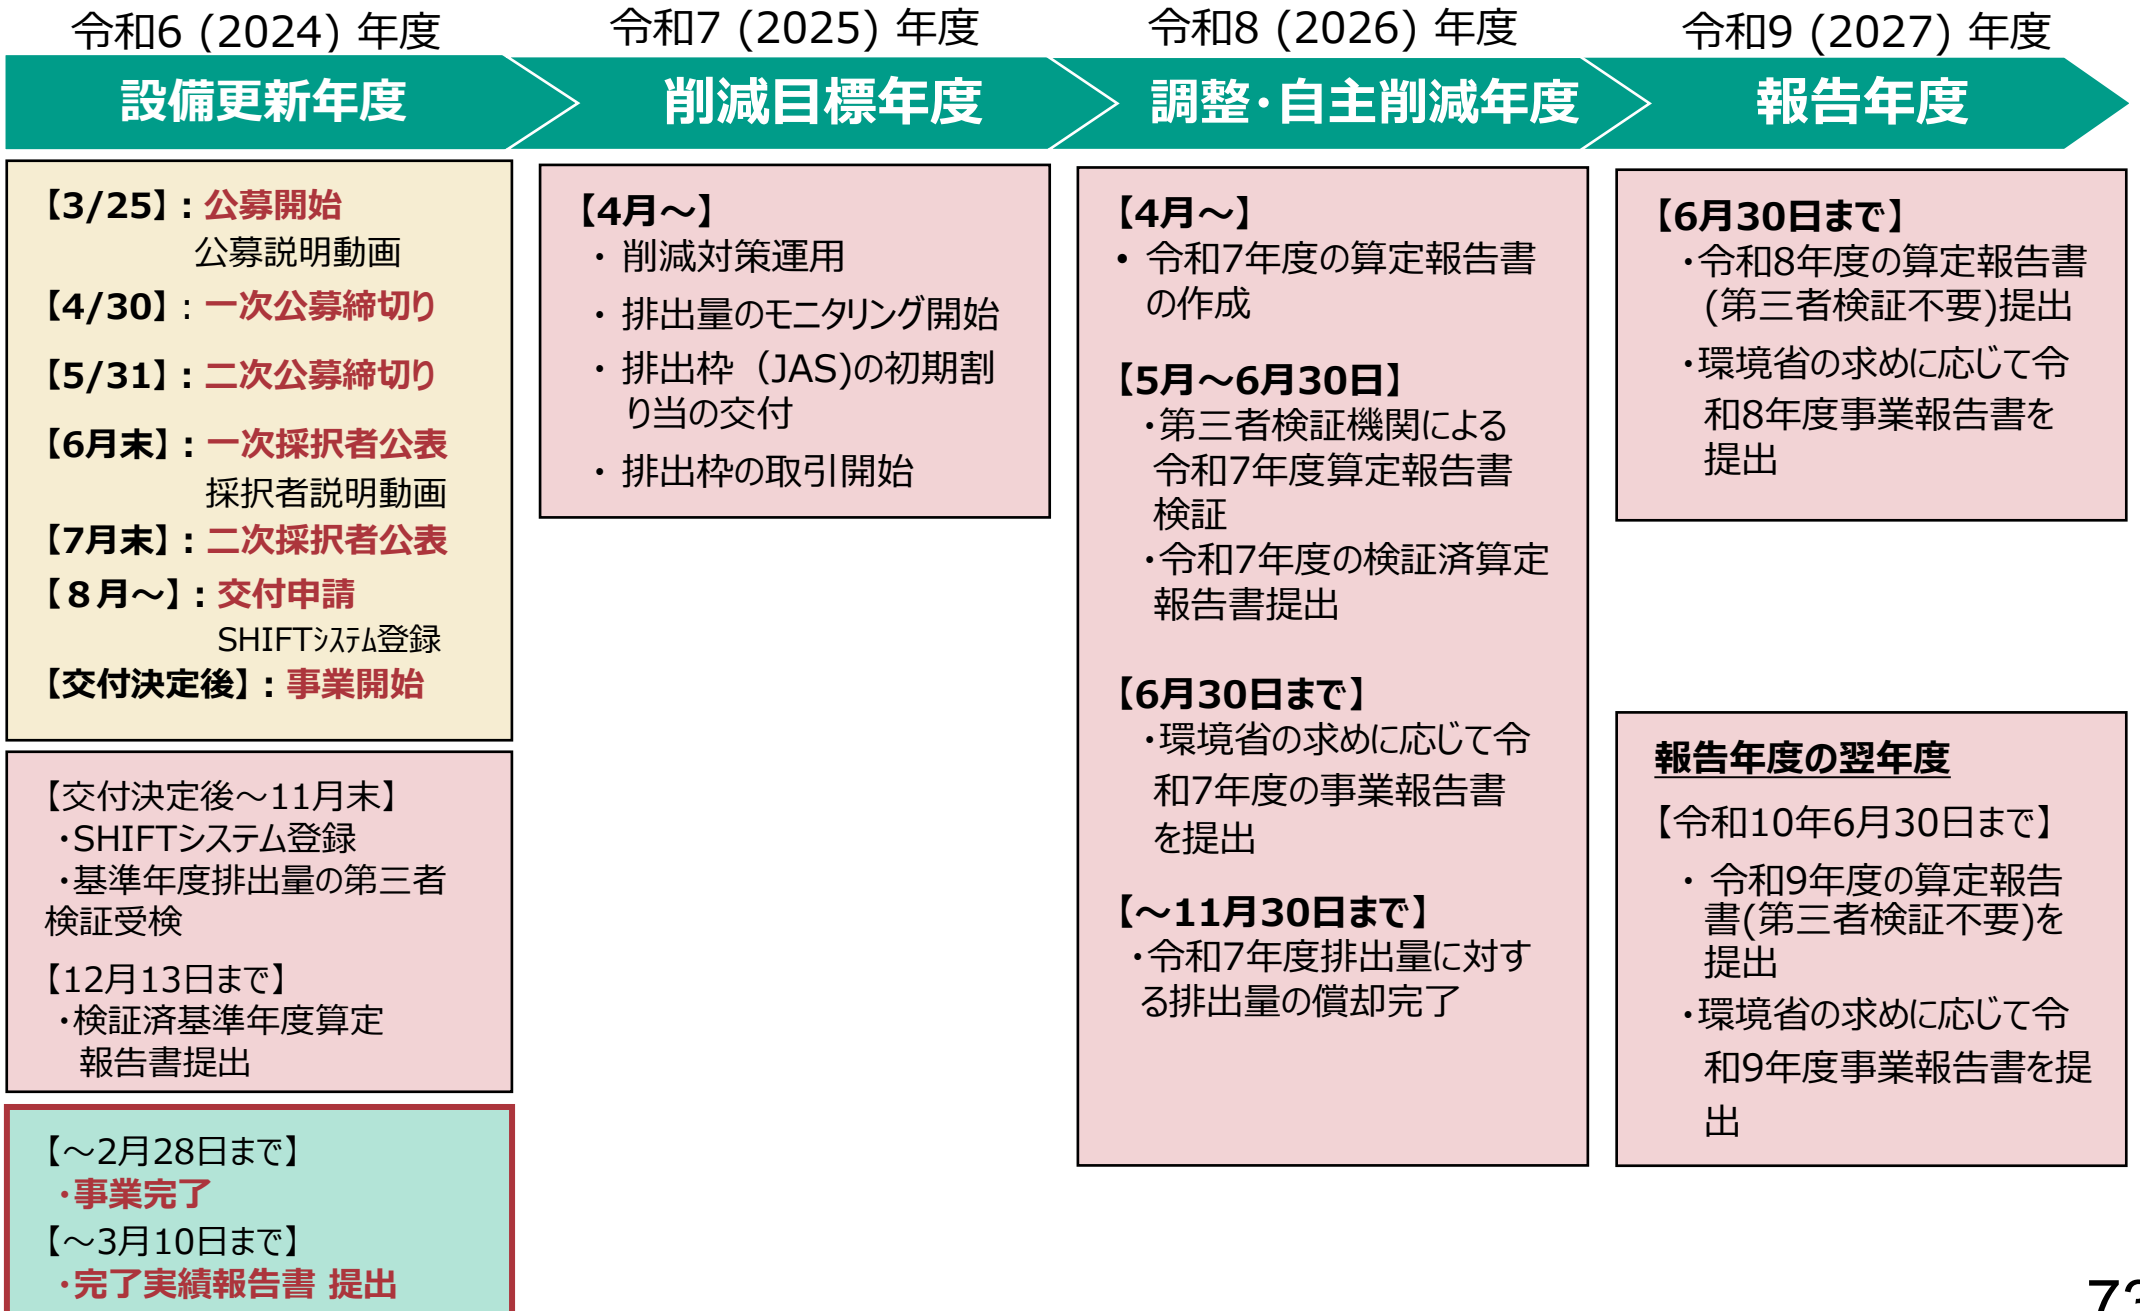 令和6 (2024) 年度
設備更新年度
【3/25】: 公募開始
公募説明動画
【4/30】: 一次公募締切り
【5/31】: 二次公募締切り
【6月末】: 一次採択者公表
採択者説明動画
【7月末】: 二次採択者公表
【８月～】: 交付申請
SHIFTｼｽﾃﾑ登録
【交付決定後】: 事業開始
【交付決定後～11月末】
・SHIFTシステム登録
・基準年度排出量の第三者
検証受検
【12月13日まで】
・検証済基準年度算定
報告書提出
【～2月28日まで】
・事業完了
【～3月10日まで】
・完了実績報告書 提出
令和7 (2025) 年度
削減目標年度
【4月～】
・ 削減対策運用
・ 排出量のモニタリング開始
・ 排出枠（JAS)の初期割
り当の交付
・ 排出枠の取引開始
令和8 (2026) 年度
調整・自主削減年度
【4月～】
• 令和7年度の算定報告書
の作成
【5月～6月30日】
・第三者検証機関による
令和7年度算定報告書
検証
・令和7年度の検証済算定
報告書提出
【6月30日まで】
・環境省の求めに応じて令
和7年度の事業報告書
を提出
【～11月30日まで】
・令和7年度排出量に対す
る排出量の償却完了
令和9 (2027) 年度
報告年度
【6月30日まで】
・令和8年度の算定報告書
(第三者検証不要)提出
・環境省の求めに応じて令
和8年度事業報告書を
提出
報告年度の翌年度
【令和10年6月30日まで】
・ 令和9年度の算定報告
書(第三者検証不要)を
提出
・環境省の求めに応じて令
和9年度事業報告書を提
出